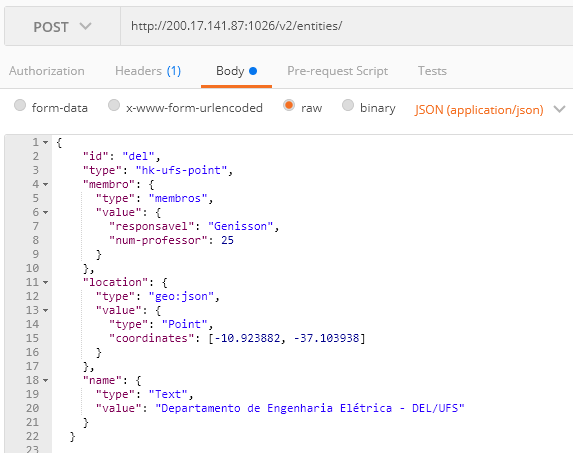 POST http://200.17.141.87:1026/v2/entities/
Authorization Headers (1) Body Pre-request Script Tests
form-data x-www-form-urlencoded raw binary JSON (application/json)
1 {
2 "id": "del",
3 "type": "hk-ufs-point",
4 "membro": {
5 "type": "membros",
6 "value": {
7 "responsavel": "Genisson",
8 "num-professor": 25
9 }
10 },
11 "location": {
12 "type": "geo:json",
13 "value": {
14 "type": "Point",
15 "coordinates": [-10.923882, -37.103938]
16 }
17 },
18 "name": {
19 "type": "Text",
20 "value": "Departamento de Engenharia Elétrica - DEL/UFS"
21 }
22 }
23